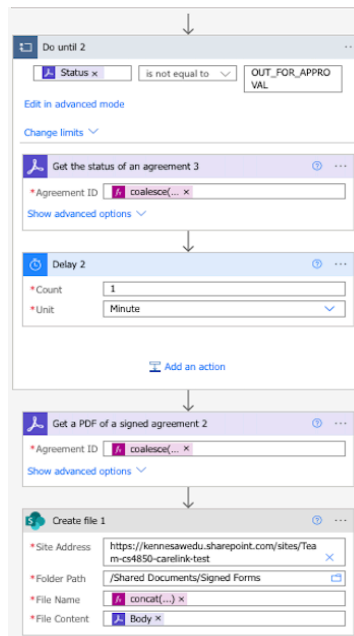 Do until 2
Status × is not equal to OUT_FOR_APPRO
VAL
Edit in advanced mode
Change limits
Get the status of an agreement 3
*Agreement ID fx coalesce(... ×
Show advanced options
Delay 2
*Count 1
*Unit Minute
Add an action
Get a PDF of a signed agreement 2
*Agreement ID fx coalesce(... ×
Show advanced options
Create file 1
*Site Address https://kennesawedu.sharepoint.com/sites/Tea
m-cs4850-carelink-test
*Folder Path /Shared Documents/Signed Forms
*File Name fx concat(...) ×
*File Content Body ×